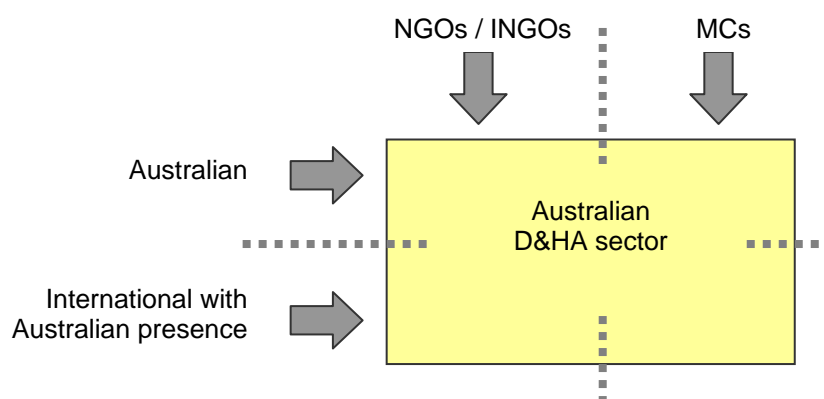 NGOs / INGOs
MCs
Australian
Australian
D&HA sector
International with
Australian presence